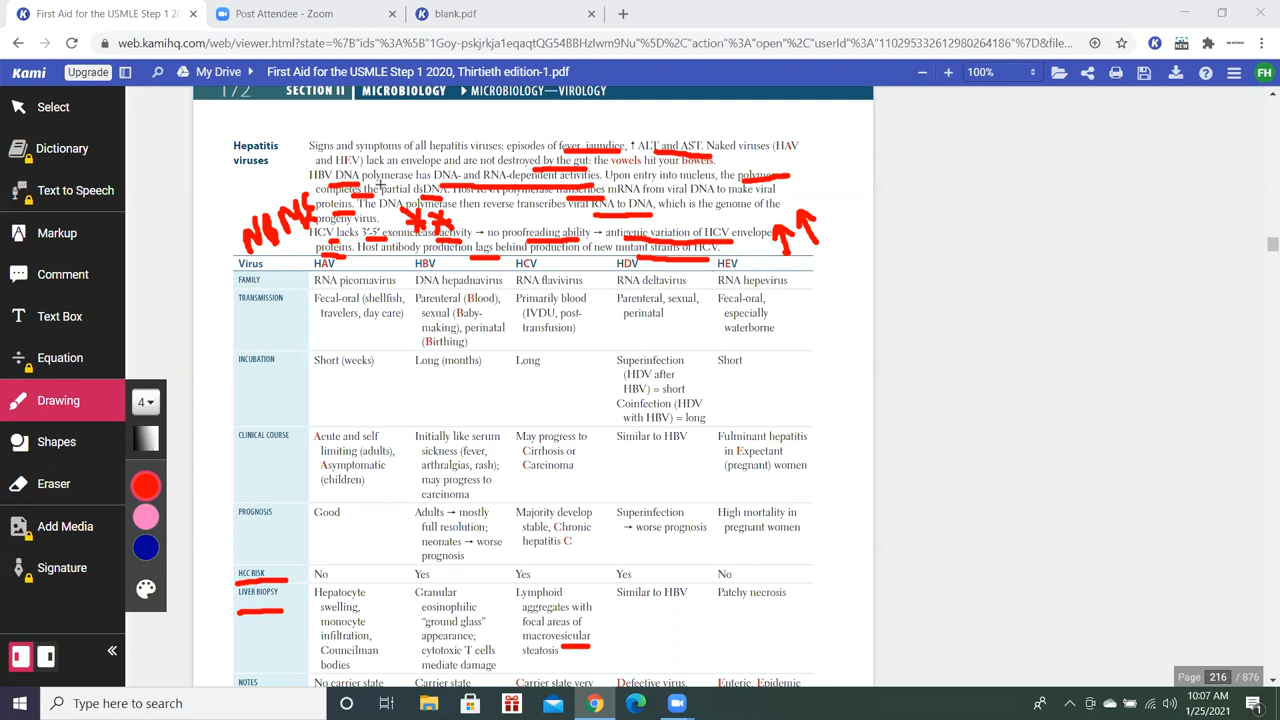 First Aid for the USMLE Step 1 2
Post Attendee - Zoom
blank.pdf
web.kamihq.com/web/viewer.html?state=%7B"ids"%3A%5B"1Goy-pskjrkja1eqaqtQG54BBHzIwm9Nu"%5D%2C"action"%3A"open"%2C"userId"%3A"110295332612980264186"%7D&file...
Kami
Upgrade
My Drive
First Aid for the USMLE Step 1 2020, Thirtieth edition-1.pdf
100%
FH
Select
Dictionary
Text to Speech
Markup
Comment
Text Box
Equation
Drawing
Shapes
Eraser
Add Media
Signature
4
172 SECTION II MICROBIOLOGY ▸ MICROBIOLOGY—VIROLOGY
Hepatitis viruses
Signs and symptoms of all hepatitis viruses: episodes of fever, jaundice, ↑ ALT and AST. Naked viruses (HAV
and HEV) lack an envelope and are not destroyed by the gut: the vowels hit your bowels.
HBV DNA polymerase has DNA- and RNA-dependent activities. Upon entry into nucleus, the polymerase
completes the partial dsDNA. Host RNA polymerase transcribes mRNA from viral DNA to make viral
proteins. The DNA polymerase then reverse transcribes viral RNA to DNA, which is the genome of the
progeny virus.
HCV lacks 3′-5′ exonuclease activity → no proofreading ability → antigenic variation of HCV envelope
proteins. Host antibody production lags behind production of new mutant strains of HCV.
NBME
Virus HAV HBV HCV HDV HEV
FAMILY RNA picornavirus DNA hepadnavirus RNA flavivirus RNA deltavirus RNA hepevirus
TRANSMISSION Fecal-oral (shellfish, Parenteral (Blood), Primarily blood Parenteral, sexual, Fecal-oral,
travelers, day care) sexual (Baby- (IVDU, post- perinatal especially
making), perinatal transfusion) waterborne
(Birthing)
INCUBATION Short (weeks) Long (months) Long Superinfection Short
(HDV after
HBV) = short
Coinfection (HDV
with HBV) = long
CLINICAL COURSE Acute and self Initially like serum May progress to Similar to HBV Fulminant hepatitis
limiting (adults), sickness (fever, Cirrhosis or in Expectant
Asymptomatic arthralgias, rash); Carcinoma (pregnant) women
(children) may progress to
carcinoma
PROGNOSIS Good Adults → mostly Majority develop Superinfection High mortality in
full resolution; stable, Chronic → worse prognosis pregnant women
neonates → worse hepatitis C
prognosis
HCC RISK No Yes Yes Yes No
LIVER BIOPSY Hepatocyte Granular Lymphoid Similar to HBV Patchy necrosis
swelling, eosinophilic aggregates with
monocyte “ground glass” focal areas of
infiltration, appearance; macrovesicular
Councilman cytotoxic T cells steatosis
bodies mediate damage
NOTES No carrier state Carrier state Carrier state very Defective virus, Enteric, Epidemic
Page 216 / 876
Type here to search
10:07 AM
1/25/2021